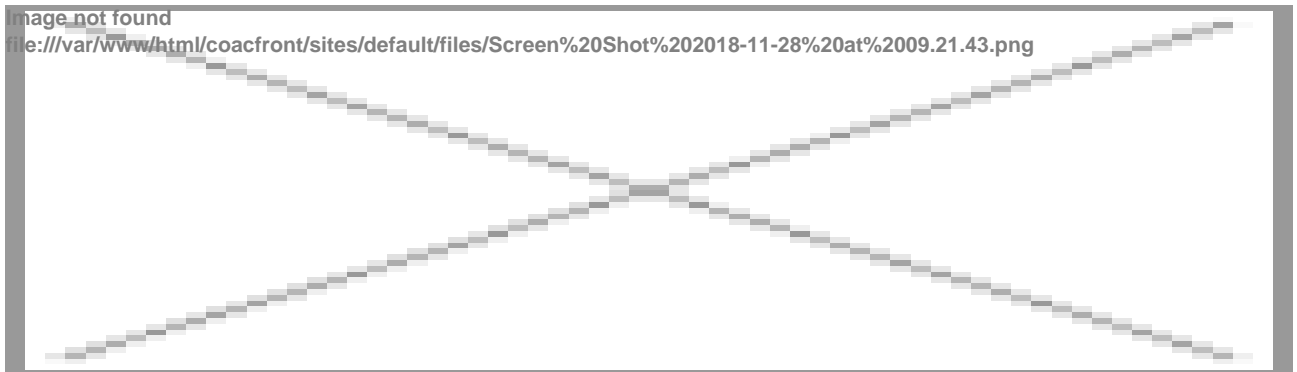 Image not found
file:///var/www/html/coacfront/sites/default/files/Screen%20Shot%202018-11-28%20at%2009.21.43.png